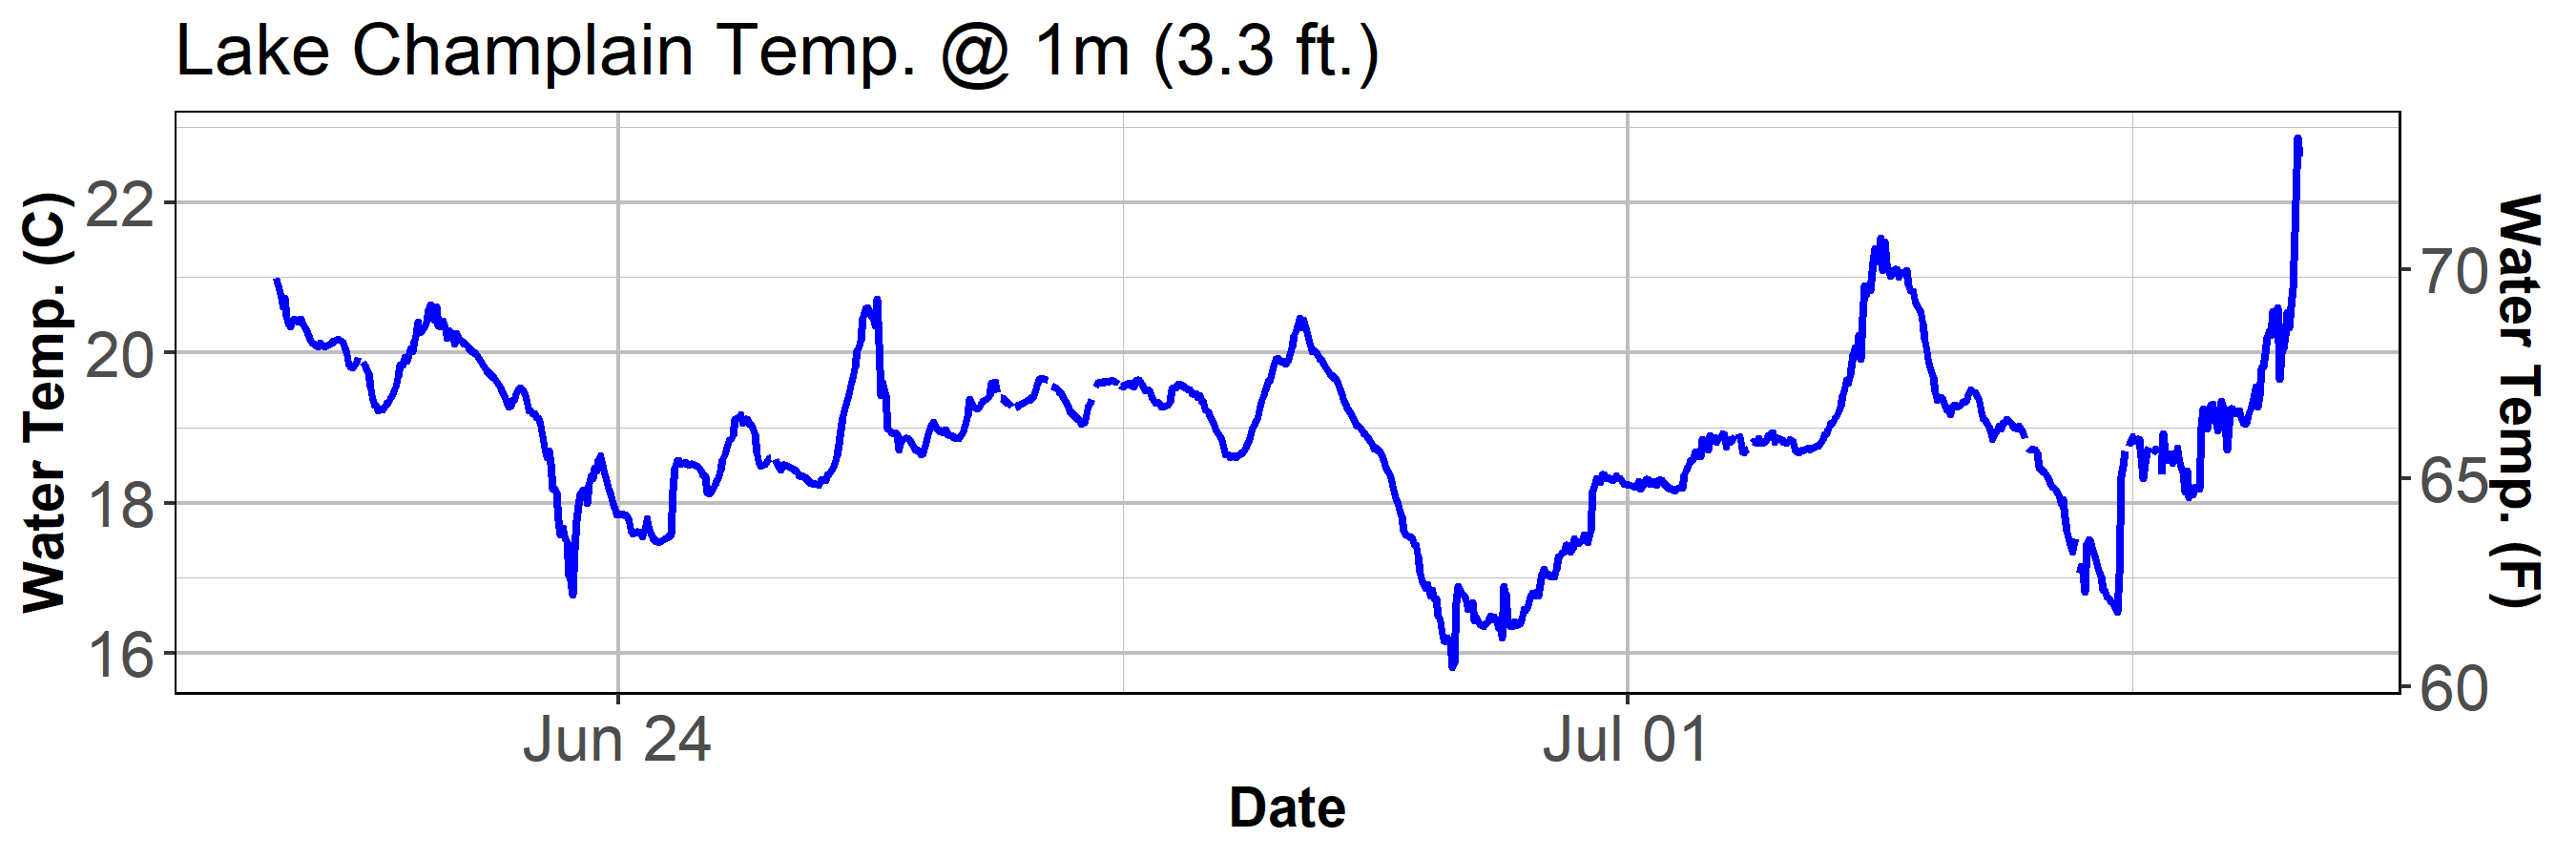 Lake Champlain Temp. @ 1m (3.3 ft.)
Water Temp. (C)
22
20
18
16
70
65
60
Water Temp. (F)
Jun 24
Jul 01
Date